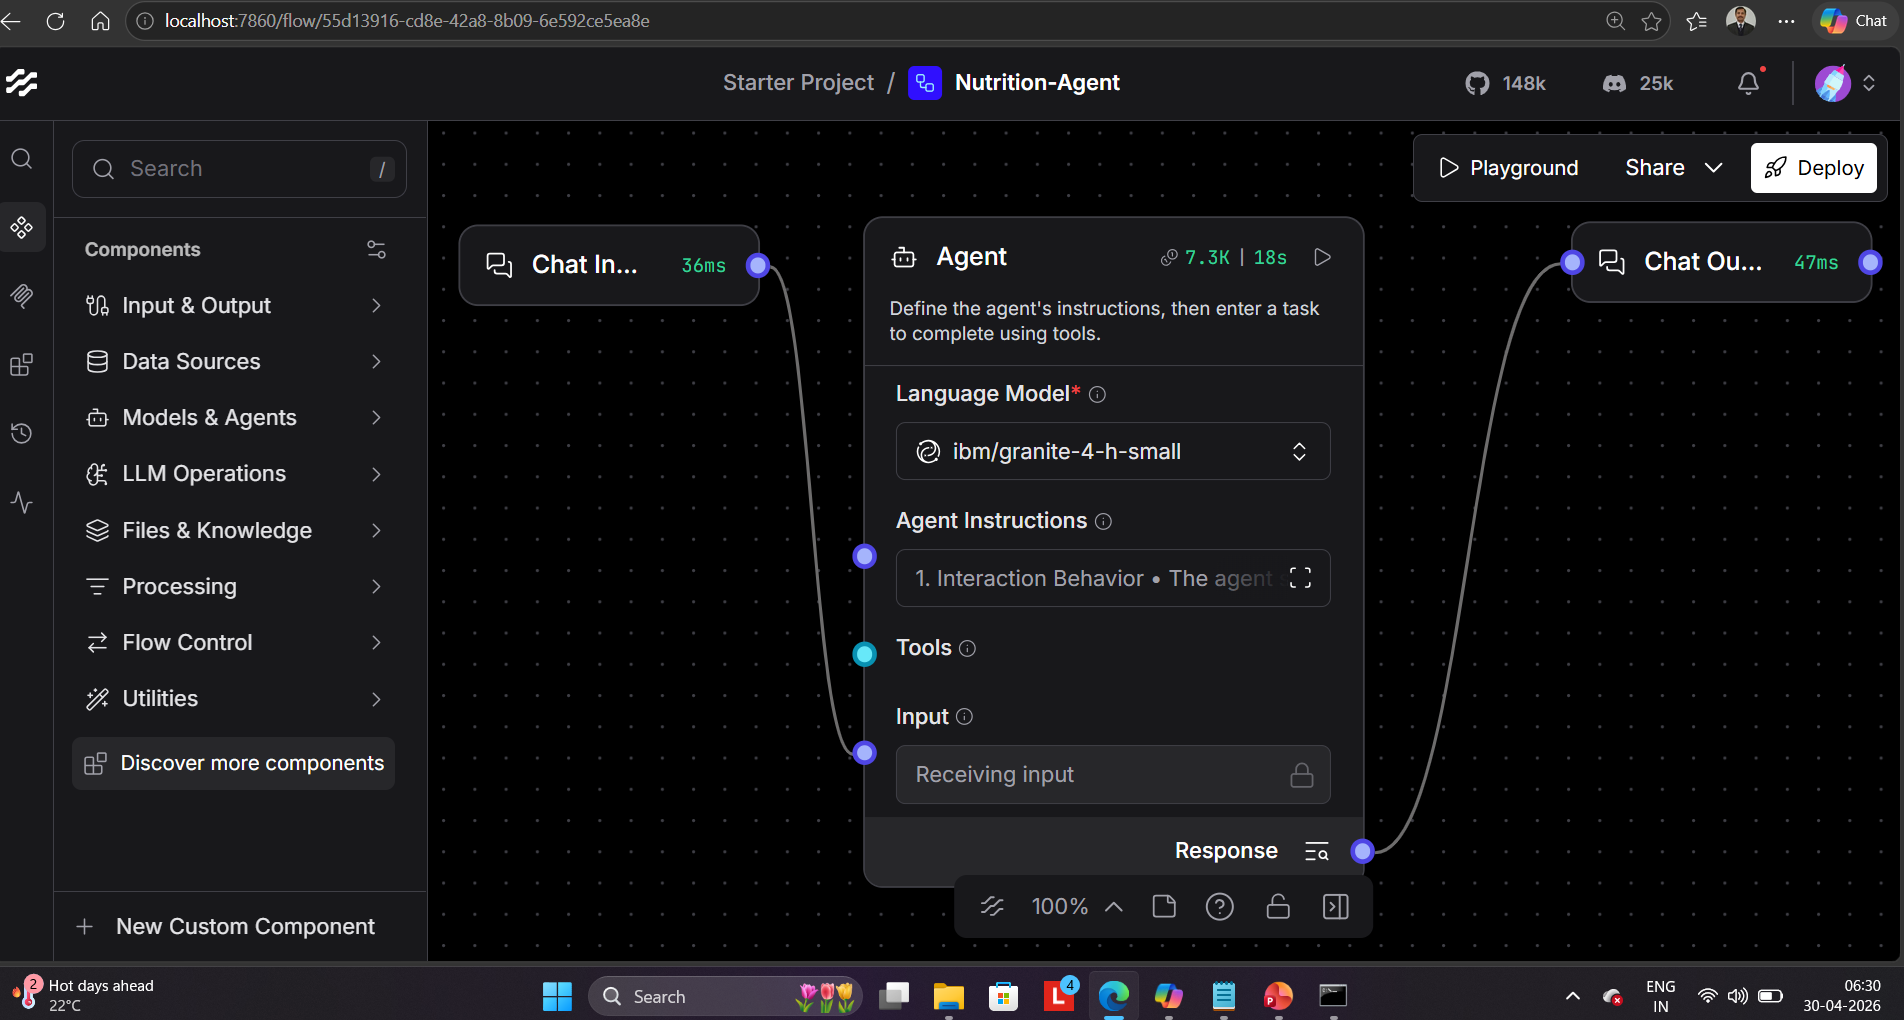 localhost:7860/flow/55d13916-cd8e-42a8-8b09-6e592ce5ea8e
Chat
Starter Project / Nutrition-Agent
148k
25k
Search /
Playground
Share
Deploy
Components
Input & Output
Data Sources
Models & Agents
LLM Operations
Files & Knowledge
Processing
Flow Control
Utilities
Discover more components
New Custom Component
Chat In... 36ms
Agent 7.3K | 18s
Define the agent's instructions, then enter a task
to complete using tools.
Language Model*
ibm/granite-4-h-small
Agent Instructions
1. Interaction Behavior • The agent s
Tools
Input
Receiving input
Response
Chat Ou... 47ms
100%
2
Hot days ahead
22°C
Search
L
4
P
ENG
IN
06:30
30-04-2026